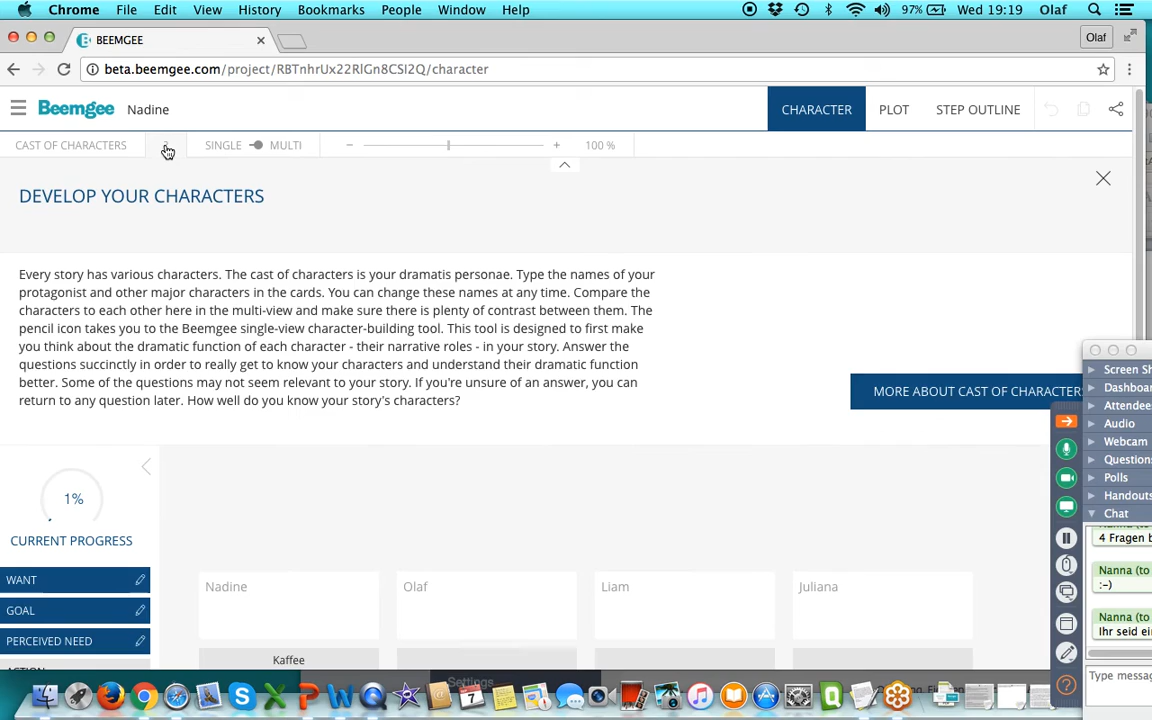 Chrome File Edit View History Bookmarks People Window Help 97% Wed 19:19 Olaf
BEEMGEE Olaf
beta.beemgee.com/project/RBTnhrUx22RlGn8CSI2Q/character
Beemgee Nadine CHARACTER PLOT STEP OUTLINE
CAST OF CHARACTERS SINGLE MULTI 100 %
DEVELOP YOUR CHARACTERS
Every story has various characters. The cast of characters is your dramatis personae. Type the names of your
protagonist and other major characters in the cards. You can change these names at any time. Compare the
characters to each other here in the multi-view and make sure there is plenty of contrast between them. The
pencil icon takes you to the Beemgee single-view character-building tool. This tool is designed to first make
you think about the dramatic function of each character - their narrative roles - in your story. Answer the
questions succinctly in order to really get to know your characters and understand their dramatic function
better. Some of the questions may not seem relevant to your story. If you're unsure of an answer, you can
return to any question later. How well do you know your story's characters?
MORE ABOUT CAST OF CHARACTERS
1%
CURRENT PROGRESS
WANT
GOAL
PERCEIVED NEED
Nadine Olaf Liam Juliana
Kaffee
Settings
Screen Sh
Dashboar
Attendee
Audio
Webcam
Question
Polls
Handouts
Chat
4 Fragen b
Nanna (to
:-)
Nanna (to
Ihr seid ei
Type messag